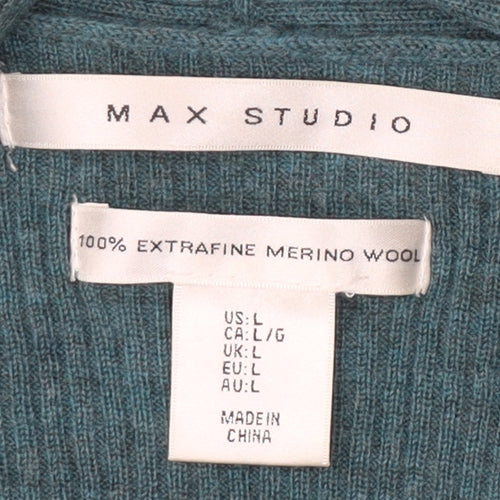 MAX STUDIO
100% EXTRAFINE MERINO WOOL
US: L
CA: L/G
UK: L
EU: L
AU: L
MADE IN
CHINA